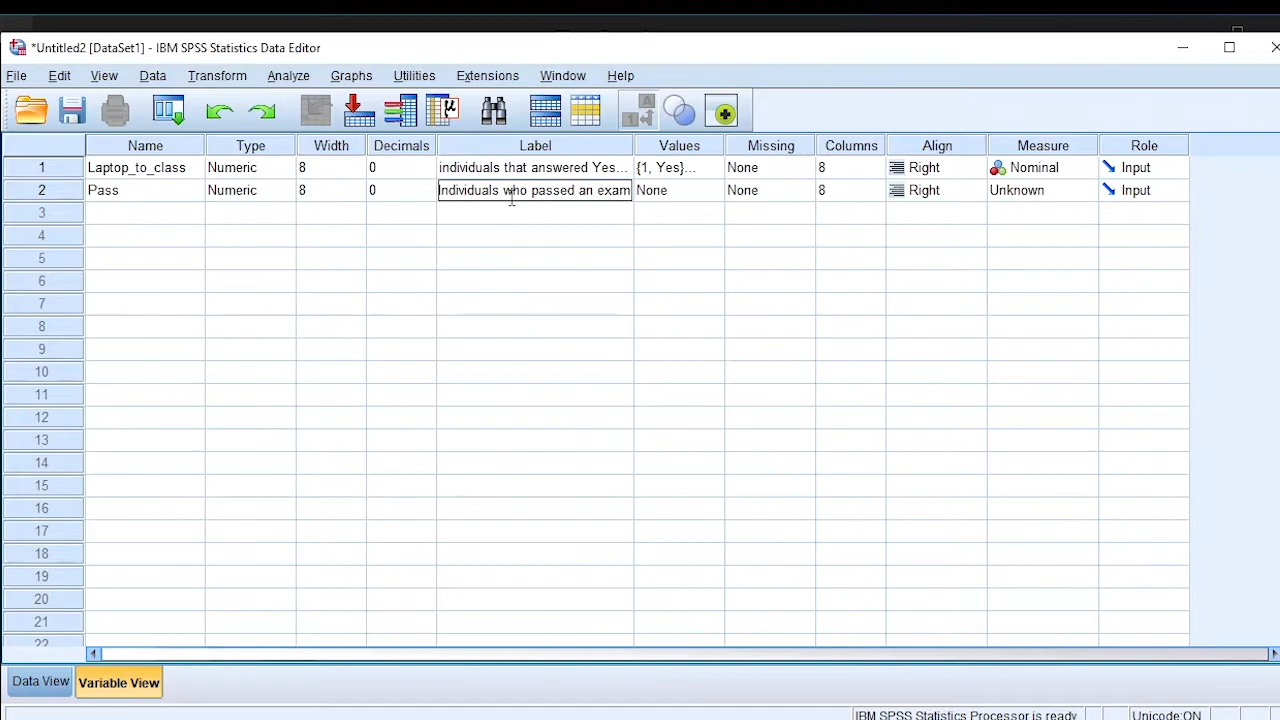 *Untitled2 [DataSet1] - IBM SPSS Statistics Data Editor
File Edit View Data Transform Analyze Graphs Utilities Extensions Window Help
Name Type Width Decimals Label Values Missing Columns Align Measure Role
1 Laptop_to_class Numeric 8 0 individuals that answered Yes... {1, Yes}... None 8 Right Nominal Input
2 Pass Numeric 8 0 Individuals who passed an exam None None 8 Right Unknown Input
3
4
5
6
7
8
9
10
11
12
13
14
15
16
17
18
19
20
21
22
Data View Variable View
IBM SPSS Statistics Processor is ready Unicode:ON